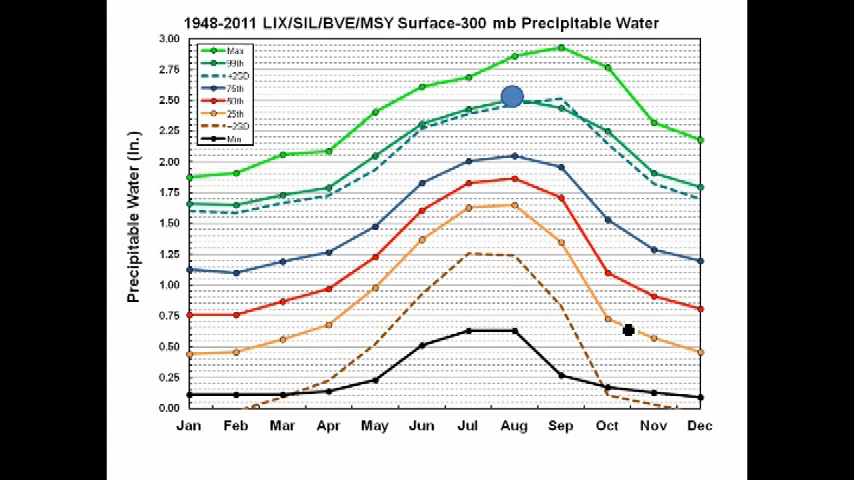 1948-2011 LIX/SIL/BVE/MSY Surface-300 mb Precipitable Water
Precipitable Water (In.)
3.00
2.75
2.50
2.25
2.00
1.75
1.50
1.25
1.00
0.75
0.50
0.25
0.00
Max
99th
+2SD
75th
50th
25th
-2SD
Min
Jan Feb Mar Apr May Jun Jul Aug Sep Oct Nov Dec